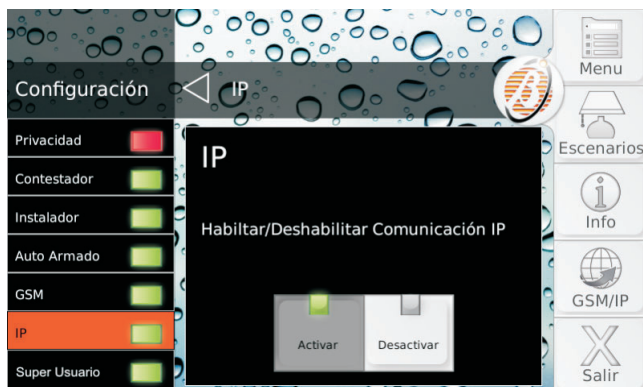 Configuración
IP
Privacidad
Contestador
Instalador
Auto Armado
GSM
IP
Super Usuario
IP
Habiltar/Deshabilitar Comunicación IP
Activar
Desactivar
Menu
Escenarios
Info
GSM/IP
Salir